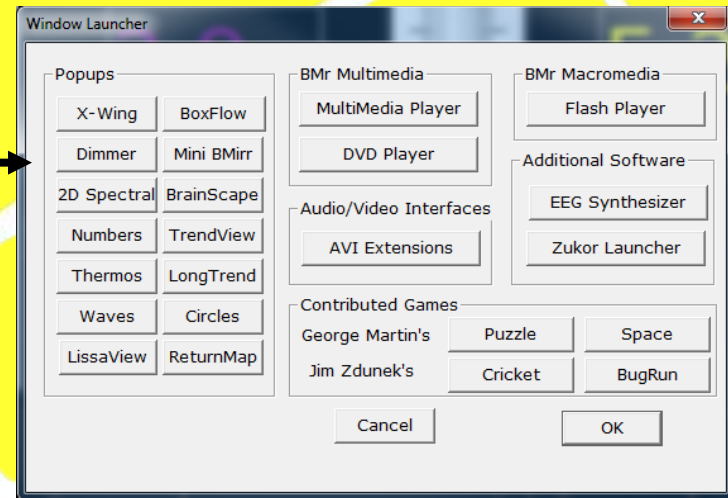 Window Launcher
Popups
X-Wing BoxFlow
Dimmer Mini BMirr
2D Spectral BrainScape
Numbers TrendView
Thermos LongTrend
Waves Circles
LissaView ReturnMap
BMr Multimedia
MultiMedia Player
DVD Player
Audio/Video Interfaces
AVI Extensions
BMr Macromedia
Flash Player
Additional Software
EEG Synthesizer
Zukor Launcher
Contributed Games
George Martin's Puzzle Space
Jim Zdunek's Cricket BugRun
Cancel OK